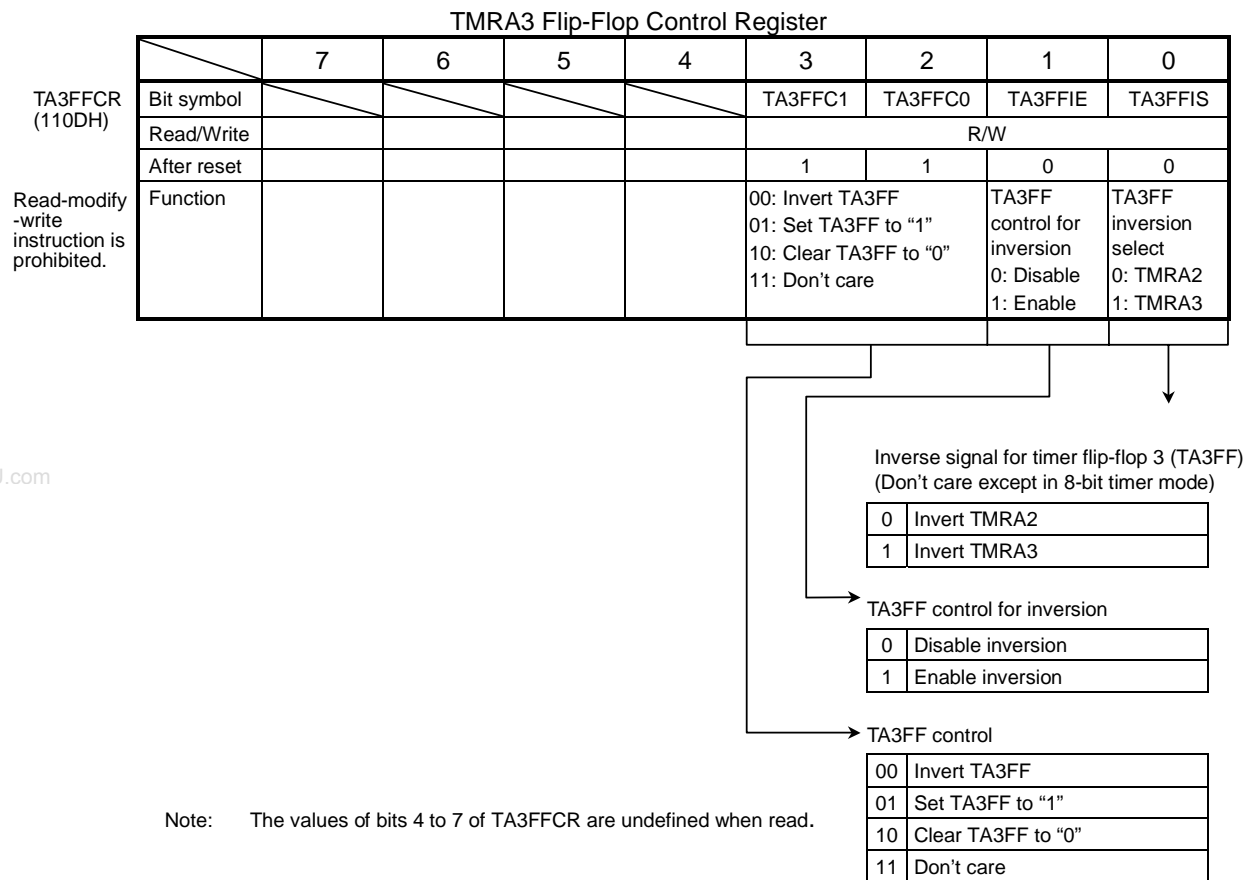 TMRA3 Flip-Flop Control Register
7 6 5 4 3 2 1 0
TA3FFCR
(110DH)
Bit symbol TA3FFC1 TA3FFC0 TA3FFIE TA3FFIS
Read/Write R/W
After reset 1 1 0 0
Read-modify
-write
instruction is
prohibited.
Function
00: Invert TA3FF
01: Set TA3FF to “1”
10: Clear TA3FF to “0”
11: Don’t care
TA3FF
control for
inversion
0: Disable
1: Enable
TA3FF
inversion
select
0: TMRA2
1: TMRA3
Inverse signal for timer flip-flop 3 (TA3FF)
(Don’t care except in 8-bit timer mode)
0 Invert TMRA2
1 Invert TMRA3
TA3FF control for inversion
0 Disable inversion
1 Enable inversion
TA3FF control
00 Invert TA3FF
01 Set TA3FF to “1”
10 Clear TA3FF to “0”
11 Don’t care
Note: The values of bits 4 to 7 of TA3FFCR are undefined when read.
.com